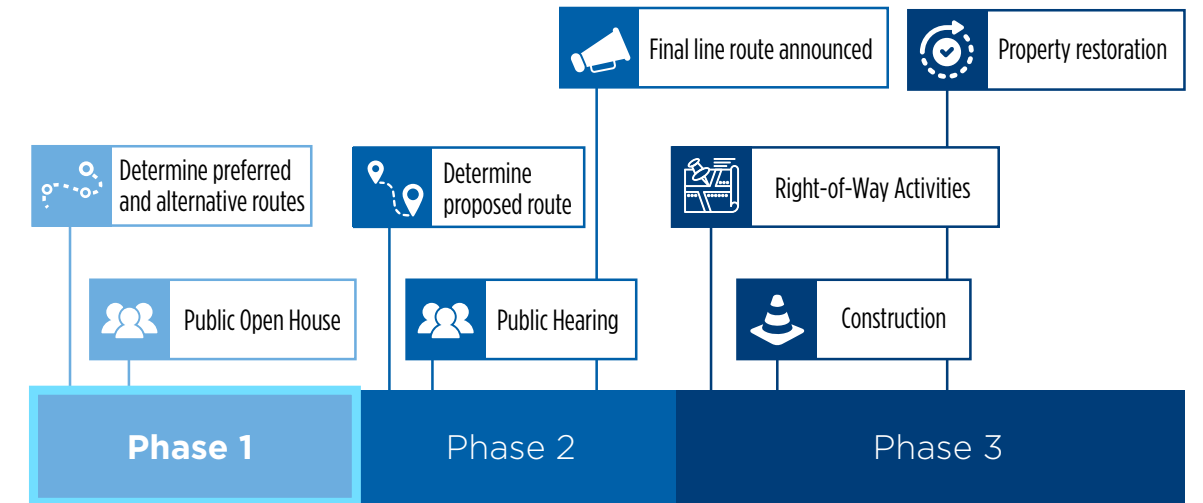 Final line route announced
Property restoration
Determine preferred
and alternative routes
Determine
proposed route
Right-of-Way Activities
Public Open House
Public Hearing
Construction
Phase 1
Phase 2
Phase 3